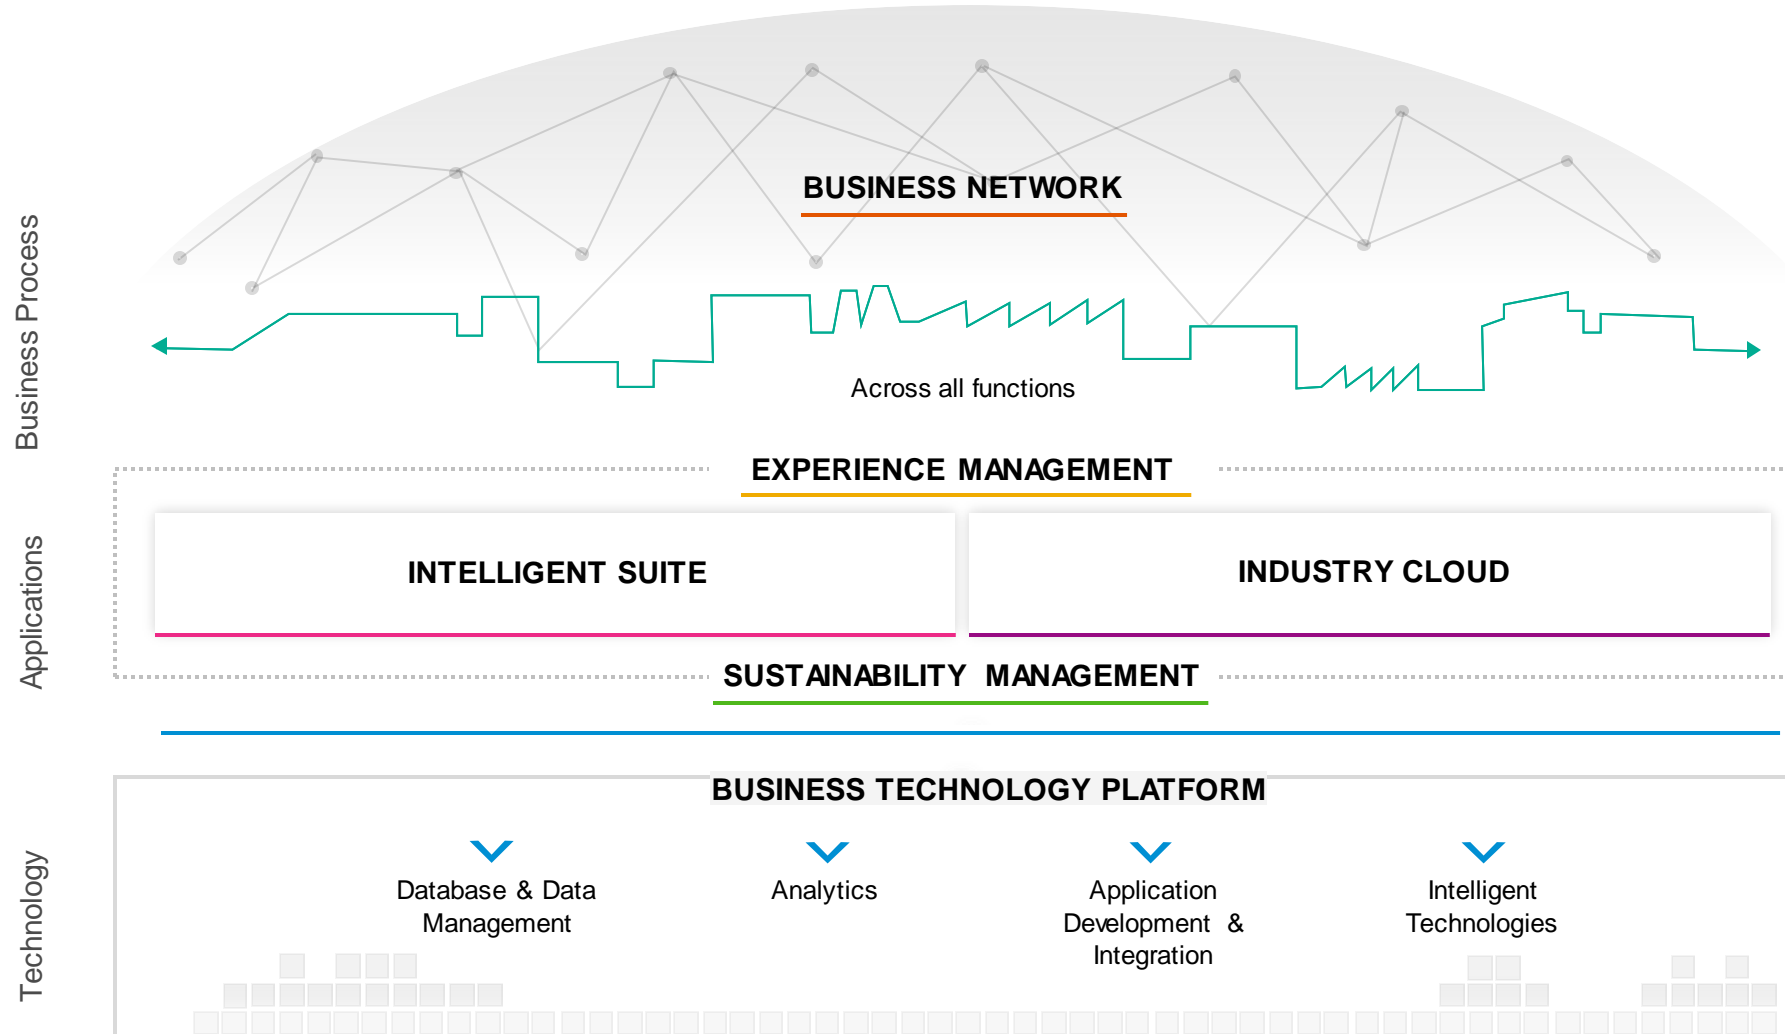 BUSINESS NETWORK
Business Process
Across all functions
EXPERIENCE MANAGEMENT
Applications
INTELLIGENT SUITE
INDUSTRY CLOUD
SUSTAINABILITY MANAGEMENT
BUSINESS TECHNOLOGY PLATFORM
Technology
Database & Data
Management
Analytics
Application
Development &
Integration
Intelligent
Technologies